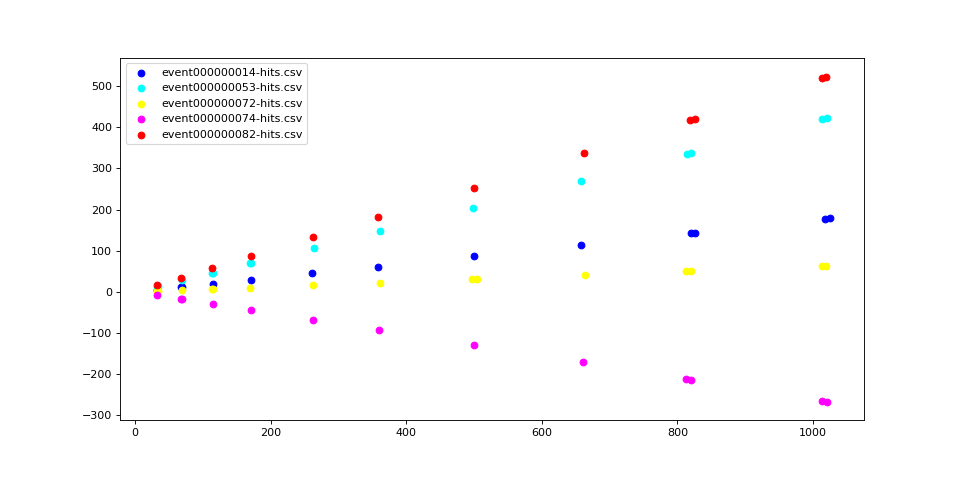 event000000014-hits.csv
event000000053-hits.csv
event000000072-hits.csv
event000000074-hits.csv
event000000082-hits.csv
500
400
300
200
100
0
−100
−200
−300
0 200 400 600 800 1000